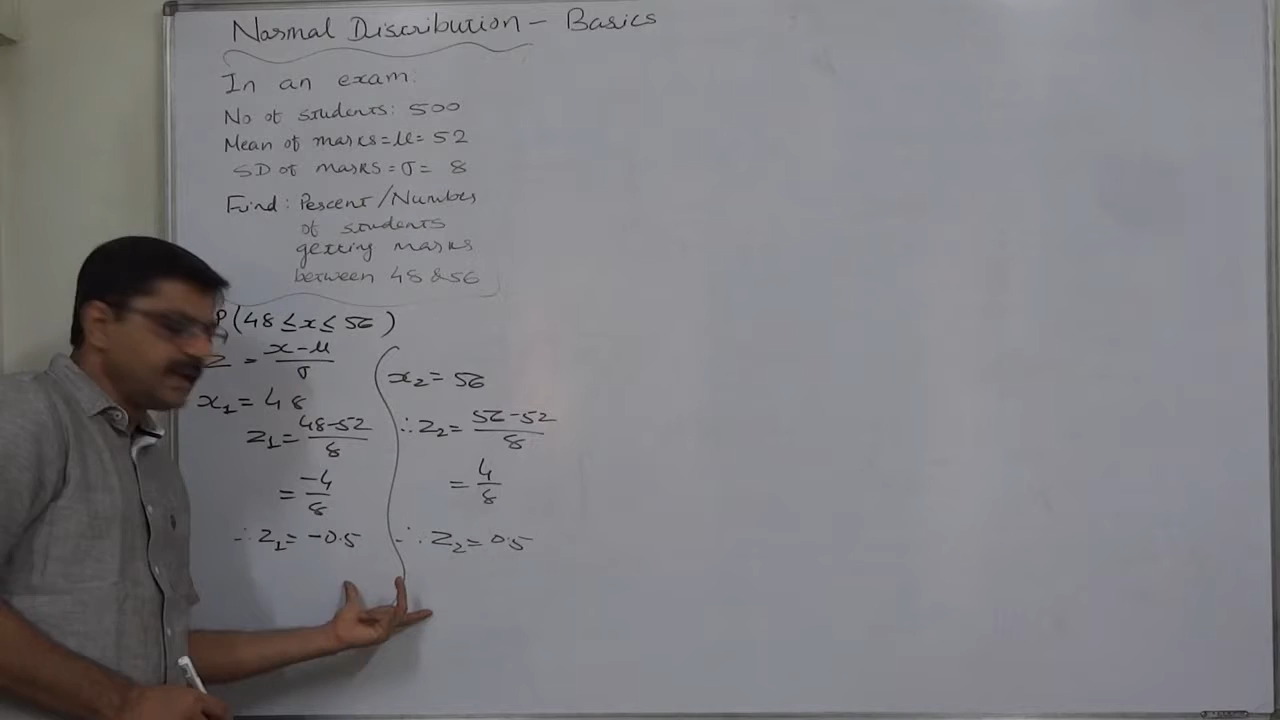 Normal Distribution - Basics
In an exam:
No of students: 500
Mean of marks = μ = 52
SD of marks = σ = 8
Find: Percent/Number
of students
getting marks
between 48 & 56
P(48 ≤ x ≤ 56)
Z = (x-μ)/σ
x₁ = 48
Z₁ = (48-52)/8
= -4/8
∴ Z₁ = -0.5
x₂ = 56
∴ Z₂ = (56-52)/8
= 4/8
∴ Z₂ = 0.5